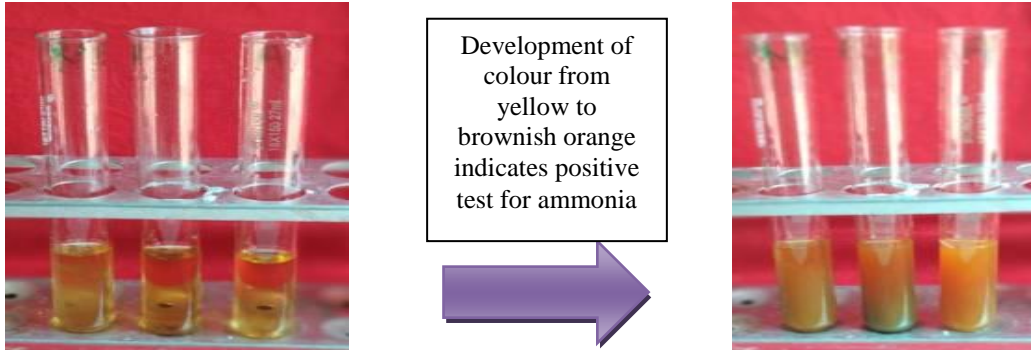 Development of
colour from
yellow to
brownish orange
indicates positive
test for ammonia